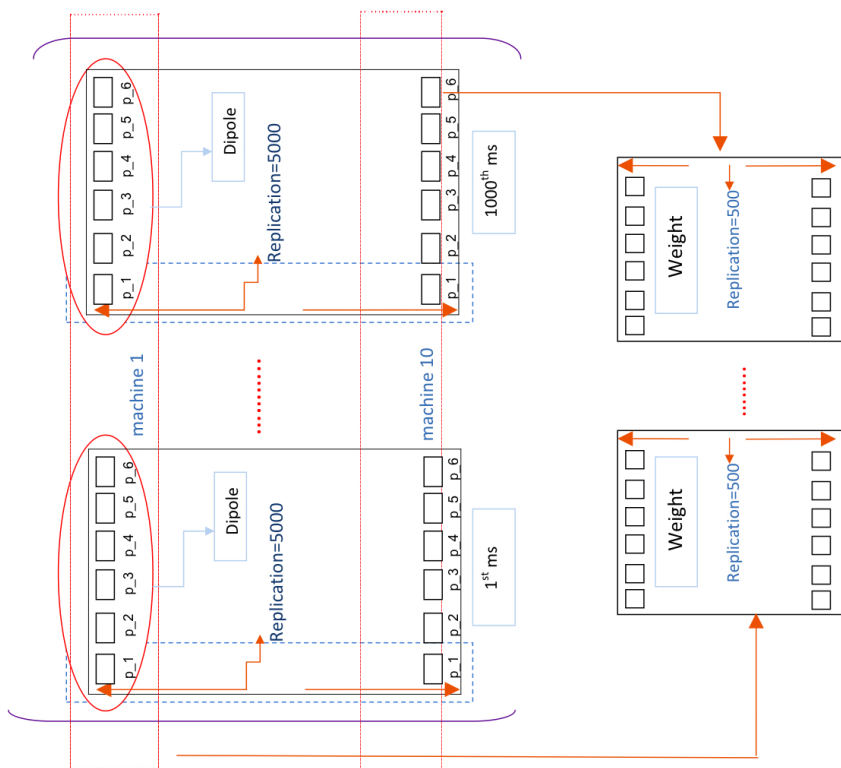 p_1 p_2 p_3 p_4 p_5 p_6
Dipole
Replication=5000
p_1 p_2 p_3 p_4 p_5 p_6
1st ms
machine 1
machine 10
p_1 p_2 p_3 p_4 p_5 p_6
Dipole
Replication=5000
p_1 p_2 p_3 p_4 p_5 p_6
1000th ms
Weight
Replication=500
Weight
Replication=500